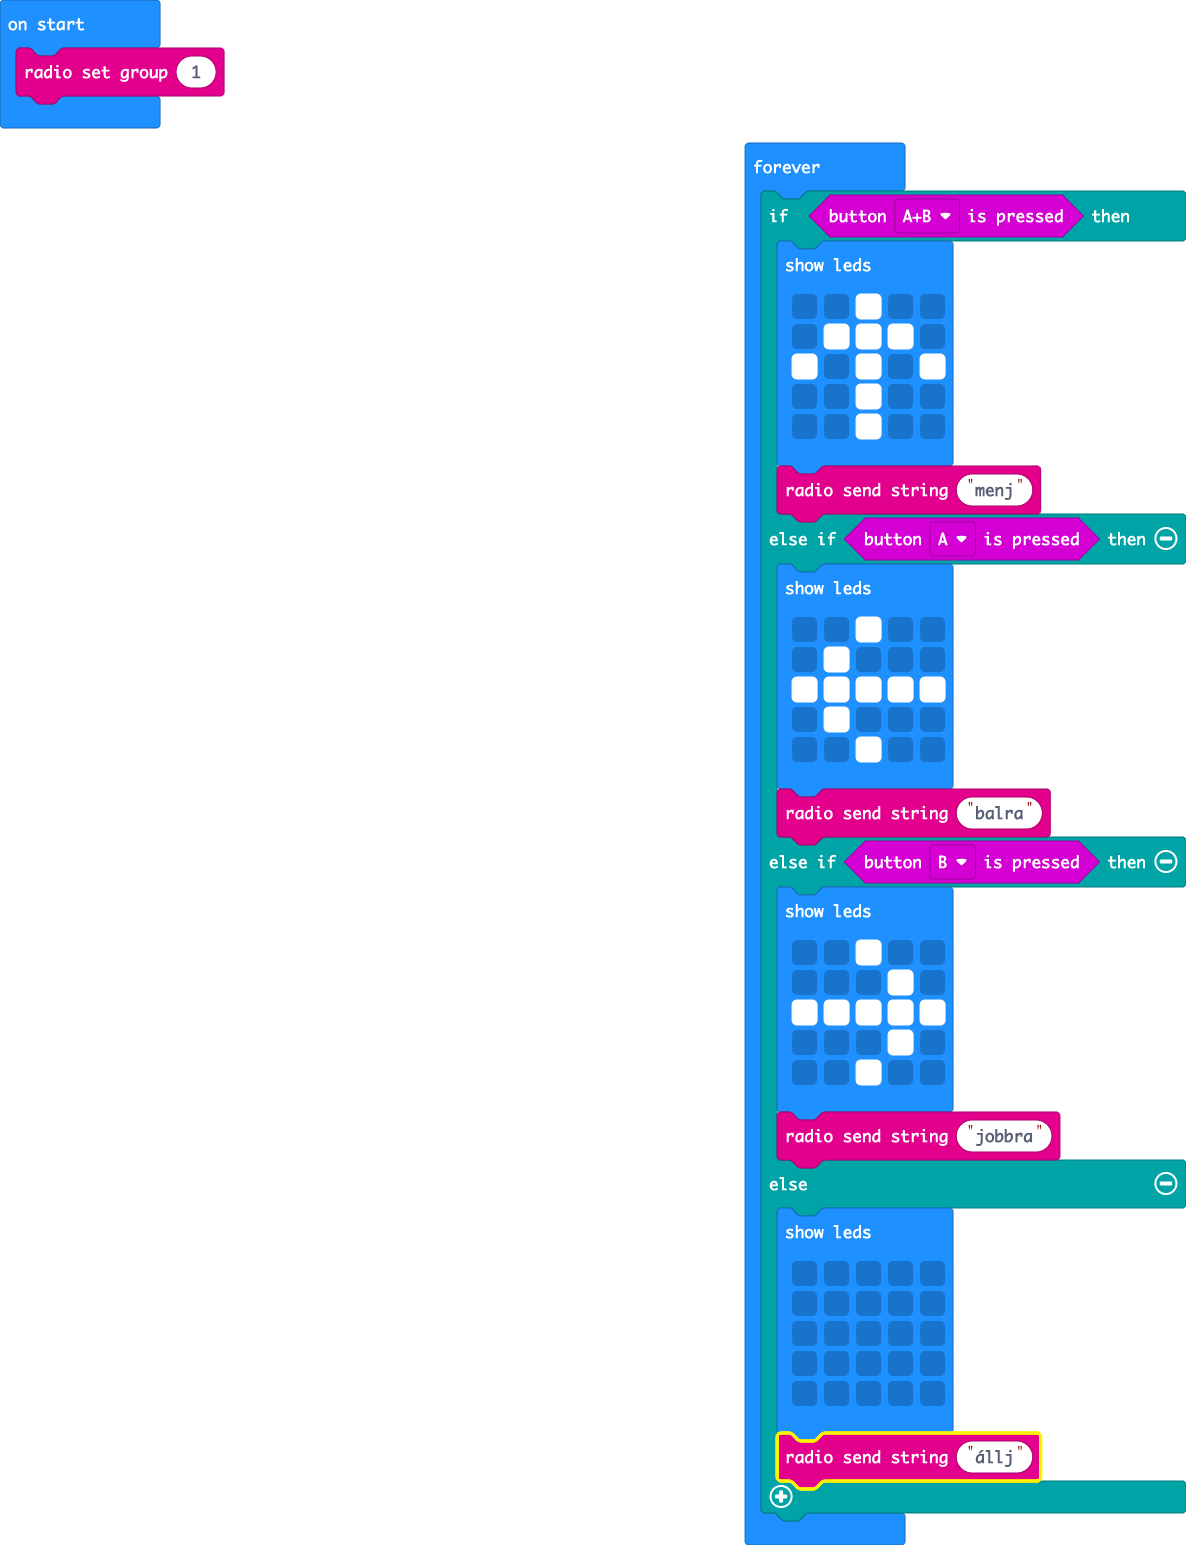 on start
radio set group 1
forever
if button A+B is pressed then
show leds
radio send string "menj"
else if button A is pressed then
show leds
radio send string "balra"
else if button B is pressed then
show leds
radio send string "jobbra"
else
show leds
radio send string "állj"